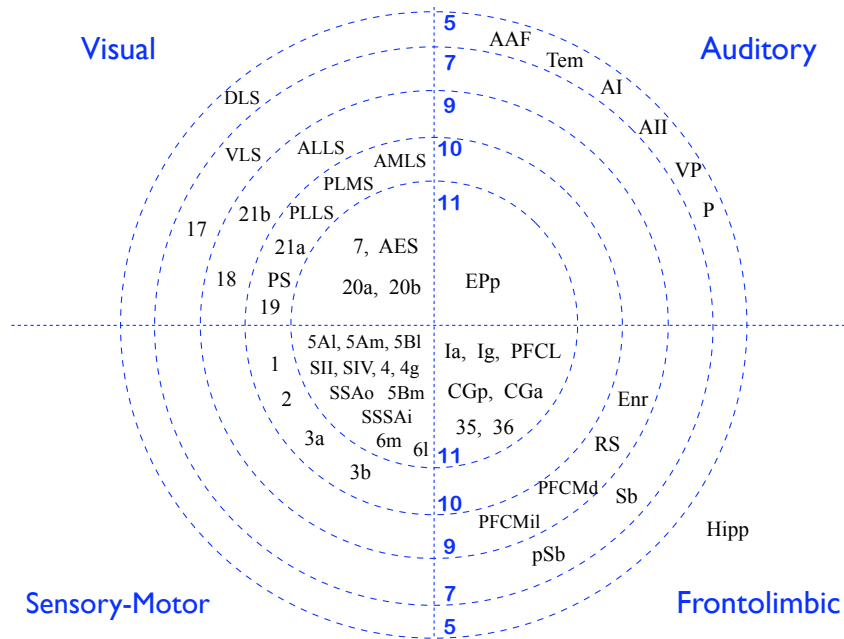 5
Visual
Auditory
AAF
Tem
7
AI
DLS
9
AII
ALLS
10
VLS
AMLS
VP
PLMS
11
P
21b
PLLS
17
21a
7, AES
18
PS
20a, 20b
EPp
19
5Al, 5Am, 5Bl
Ia, Ig, PFCL
1
SII, SIV, 4, 4g
2
SSAo 5Bm
CGp, CGa
Enr
SSSAi
35, 36
3a
6m
6l
RS
11
3b
PFCMd
Sb
10
PFCMil
Hipp
9
pSb
7
Sensory-Motor
Frontolimbic
5